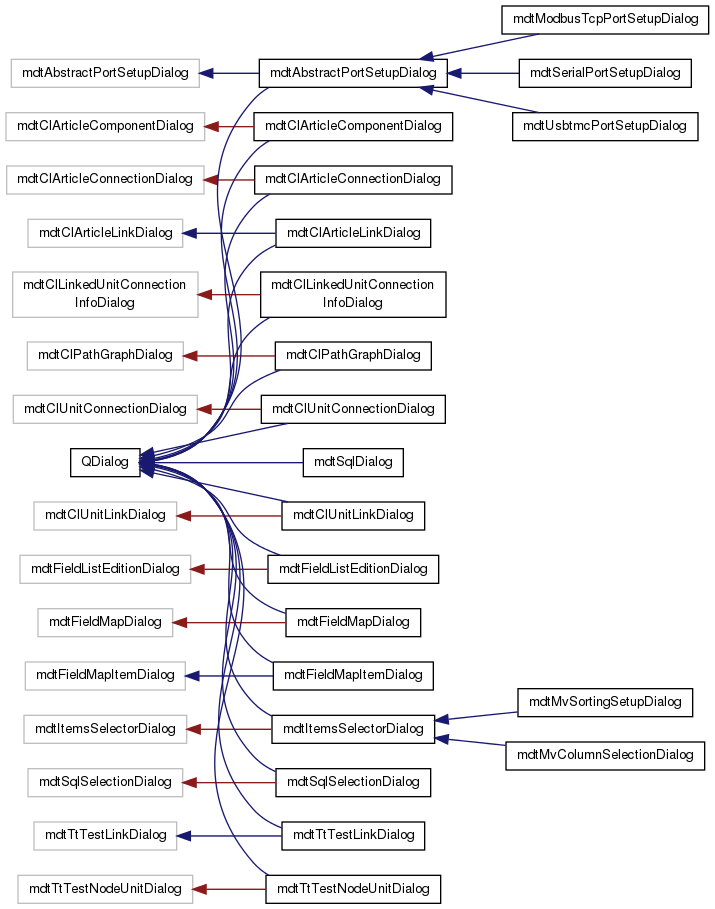 mdtModbusTcpPortSetupDialog
mdtAbstractPortSetupDialog
mdtAbstractPortSetupDialog
mdtSerialPortSetupDialog
mdtUsbtmcPortSetupDialog
mdtClArticleComponentDialog
mdtClArticleComponentDialog
mdtClArticleConnectionDialog
mdtClArticleConnectionDialog
mdtClArticleLinkDialog
mdtClArticleLinkDialog
mdtClLinkedUnitConnection
InfoDialog
mdtClLinkedUnitConnection
InfoDialog
mdtClPathGraphDialog
mdtClPathGraphDialog
mdtClUnitConnectionDialog
mdtClUnitConnectionDialog
QDialog
mdtSqlDialog
mdtClUnitLinkDialog
mdtClUnitLinkDialog
mdtFieldListEditionDialog
mdtFieldListEditionDialog
mdtFieldMapDialog
mdtFieldMapDialog
mdtFieldMapItemDialog
mdtFieldMapItemDialog
mdtMvSortingSetupDialog
mdtItemsSelectorDialog
mdtItemsSelectorDialog
mdtMvColumnSelectionDialog
mdtSqlSelectionDialog
mdtSqlSelectionDialog
mdtTtTestLinkDialog
mdtTtTestLinkDialog
mdtTtTestNodeUnitDialog
mdtTtTestNodeUnitDialog